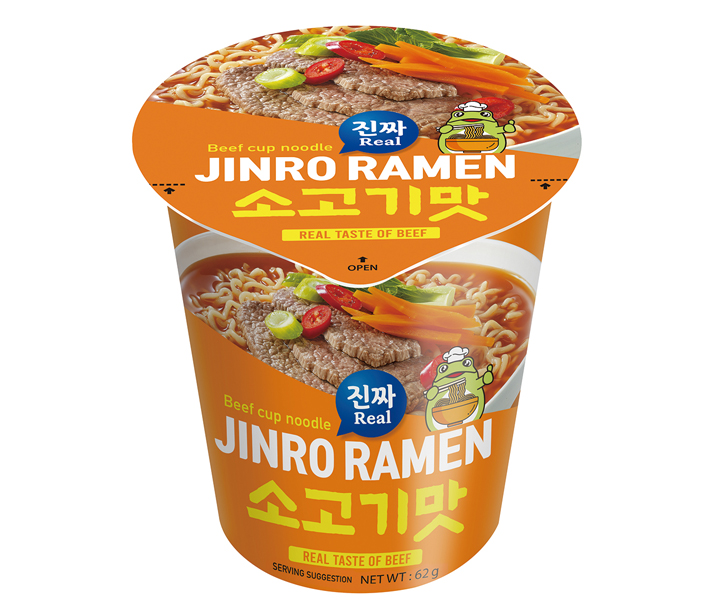 Beef cup noodle
진짜
Real
JINRO RAMEN
소고기맛
REAL TASTE OF BEEF
OPEN
Beef cup noodle
진짜
Real
JINRO RAMEN
소고기맛
REAL TASTE OF BEEF
SERVING SUGGESTION NET WT : 62 g